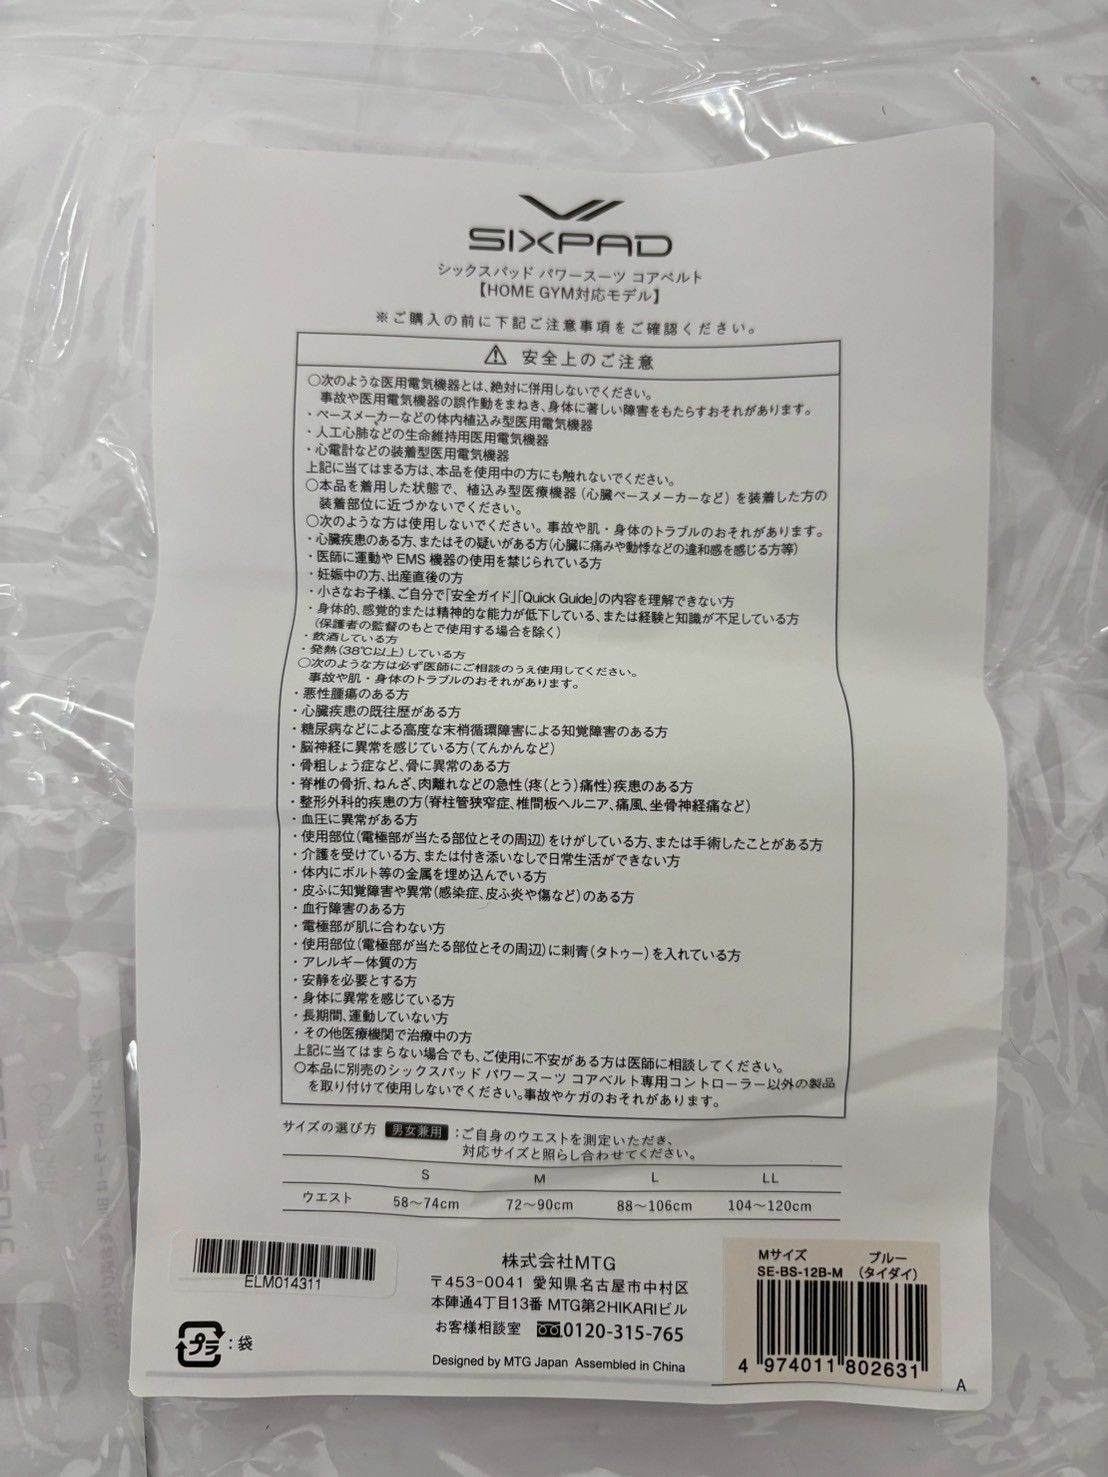 SIXPAD
シックスパッド パワースーツ コアベルト
【HOME GYM対応モデル】
※ご購入の前に下記ご注意事項をご確認ください。
⚠ 安全上のご注意
○次のような医用電気機器とは、絶対に併用しないでください。
事故や医用電気機器の誤作動をまねき、身体に著しい障害をもたらすおそれがあります。
・ペースメーカーなどの体内植込み型医用電気機器
・人工心肺などの生命維持用医用電気機器
・心電計などの装着型医用電気機器
上記に当てはまる方は、本品を使用中の方にも触れないでください。
○本品を着用した状態で、植込み型医療機器(心臓ペースメーカーなど)を装着した方の
装着部位に近づかないでください。
○次のような方は使用しないでください。事故や肌・身体のトラブルのおそれがあります。
・心臓疾患のある方、またはその疑いがある方(心臓に痛みや動悸などの違和感を感じる方等)
・医師に運動や EMS 機器の使用を禁じられている方
・妊娠中の方、出産直後の方
・小さなお子様、ご自分で「安全ガイド」「Quick Guide」の内容を理解できない方
・身体的、感覚的または精神的な能力が低下している、または経験と知識が不足している方
(保護者の監督のもとで使用する場合を除く)
・飲酒している方
・発熱(38℃以上)している方
○次のような方は必ず医師にご相談のうえ使用してください。
事故や肌・身体のトラブルのおそれがあります。
・悪性腫瘍のある方
・心臓疾患の既往歴がある方
・糖尿病などによる高度な末梢循環障害による知覚障害のある方
・脳神経に異常を感じている方(てんかんなど)
・骨粗しょう症など、骨に異常のある方
・脊椎の骨折、ねんざ、肉離れなどの急性(疼(とう)痛性)疾患のある方
・整形外科的疾患の方(脊柱管狭窄症、椎間板ヘルニア、痛風、坐骨神経痛など)
・血圧に異常がある方
・使用部位(電極部が当たる部位とその周辺)をけがしている方、または手術したことがある方
・介護を受けている方、または付き添いなしで日常生活ができない方
・体内にボルト等の金属を埋め込んでいる方
・皮ふに知覚障害や異常(感染症、皮ふ炎や傷など)のある方
・血行障害のある方
・電極部が肌に合わない方
・使用部位(電極部が当たる部位とその周辺)に刺青(タトゥー)を入れている方
・アレルギー体質の方
・安静を必要とする方
・身体に異常を感じている方
・長期間、運動していない方
・その他医療機関で治療中の方
上記に当てはまらない場合でも、ご使用に不安がある方は医師に相談してください。
○本品に別売のシックスパッド パワースーツ コアベルト専用コントローラー以外の製品
を取り付けて使用しないでください。事故やケガのおそれがあります。
サイズの選び方 男女兼用 :ご自身のウエストを測定いただき、
対応サイズと照らし合わせてください。
S M L LL
ウエスト 58〜74cm 72〜90cm 88〜106cm 104〜120cm
ELM014311
プラ :袋
株式会社MTG
〒453-0041 愛知県名古屋市中村区
本陣通4丁目13番 MTG第2HIKARIビル
お客様相談室 0120-315-765
Designed by MTG Japan Assembled in China
Mサイズ ブルー
SE-BS-12B-M (タイダイ)
4 974011 802631
A